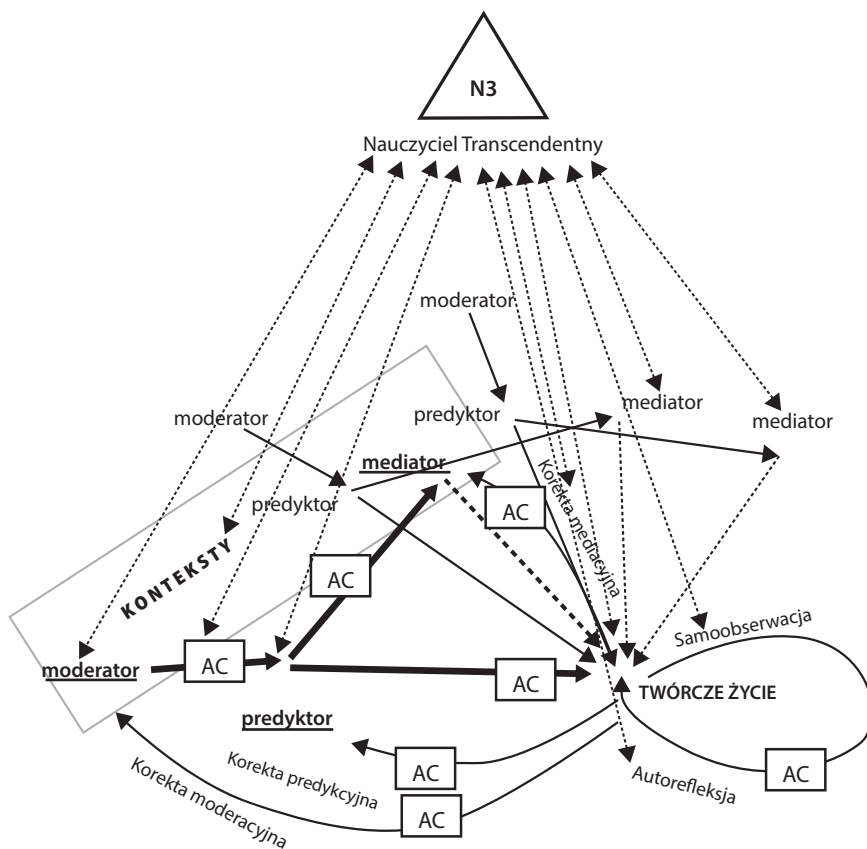 N3
Nauczyciel Transcendentny
moderator
moderator
predyktor
mediator
mediator
mediator
predyktor
Korekta mediacyjna
AC
KONTEKSTY
AC
Samoobserwacja
moderator
AC
AC
TWÓRCZE ŻYCIE
predyktor
Korekta predykcyjna
AC
Autorefleksja
AC
Korekta moderacyjna
AC